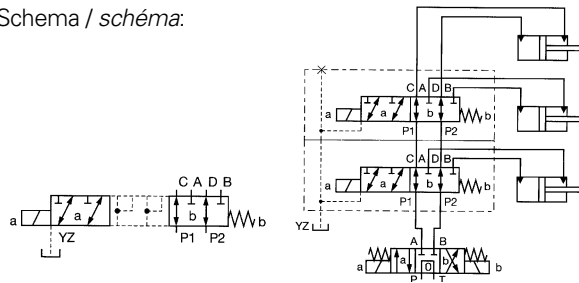 Schema / schéma:
C A D B
a a b b
P1 P2
C A D B
a a b b
P1 P2
C A D B
a a b b
YZ P1 P2
YZ
A B
a a 0 b b
P T